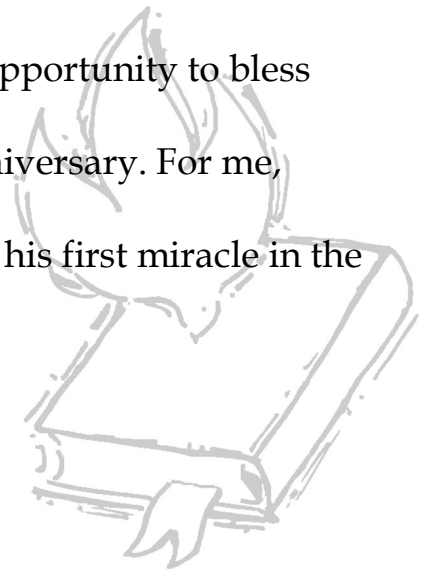 pportunity to bless
niversary. For me,
his first miracle in the